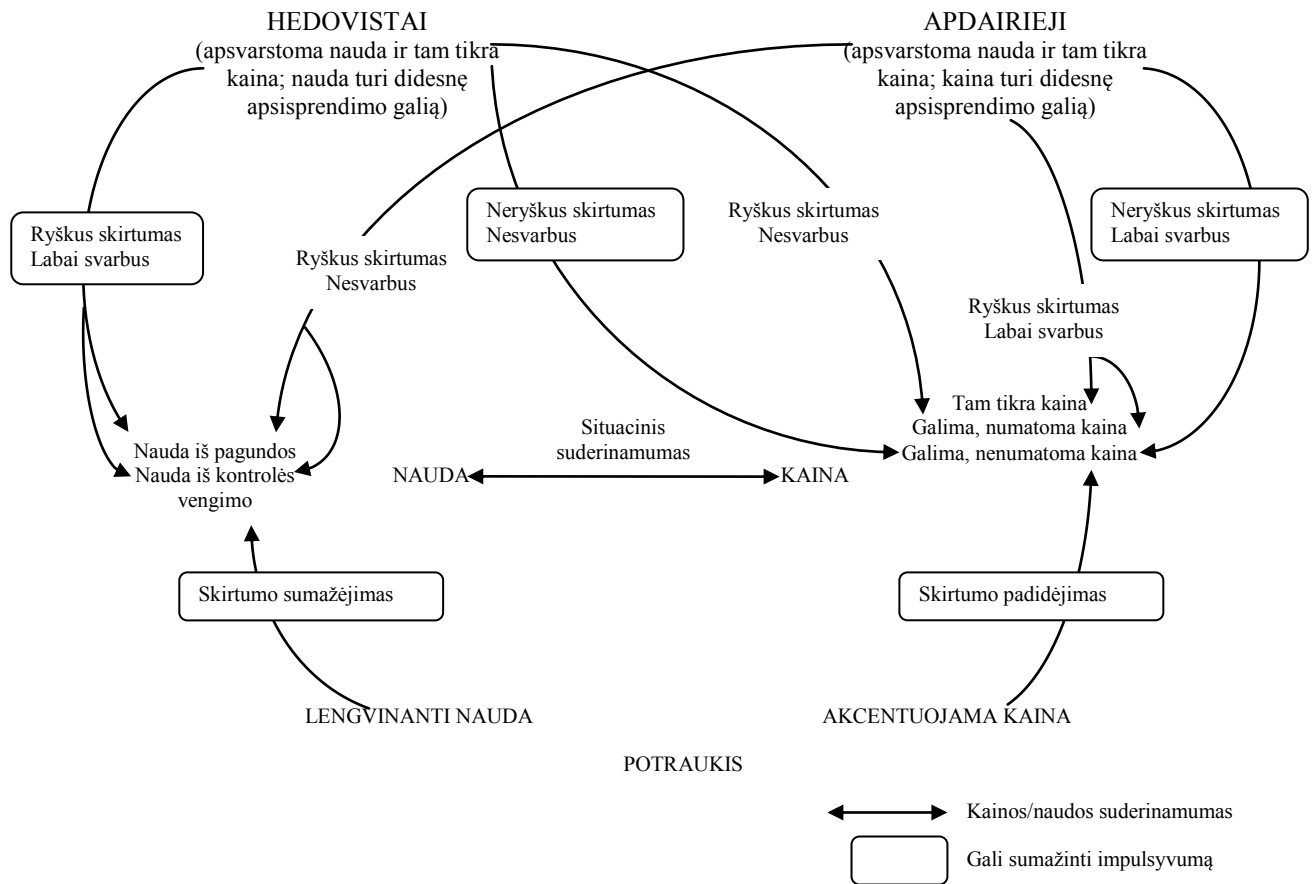 HEDOVISTAI
(apsvarstoma nauda ir tam tikra
kaina; nauda turi didesnę
apsisprendimo galią)
APDAIRIEJI
(apsvarstoma nauda ir tam tikra
kaina; kaina turi didesnę
apsisprendimo galią)
Ryškus skirtumas
Labai svarbus
Ryškus skirtumas
Nesvarbus
Neryškus skirtumas
Nesvarbus
Ryškus skirtumas
Nesvarbus
Ryškus skirtumas
Labai svarbus
Neryškus skirtumas
Labai svarbus
Nauda iš pagundos
Nauda iš kontrolės
vengimo
Situacinis
suderinamumas
NAUDA
KAINA
Tam tikra kaina
Galima, numatoma kaina
Galima, nenumatoma kaina
Skirtumo sumažėjimas
Skirtumo padidėjimas
LENGVINANTI NAUDA
AKCENTUOJAMA KAINA
POTRAUKIS
Kainos/naudos suderinamumas
Gali sumažinti impulsyvumą